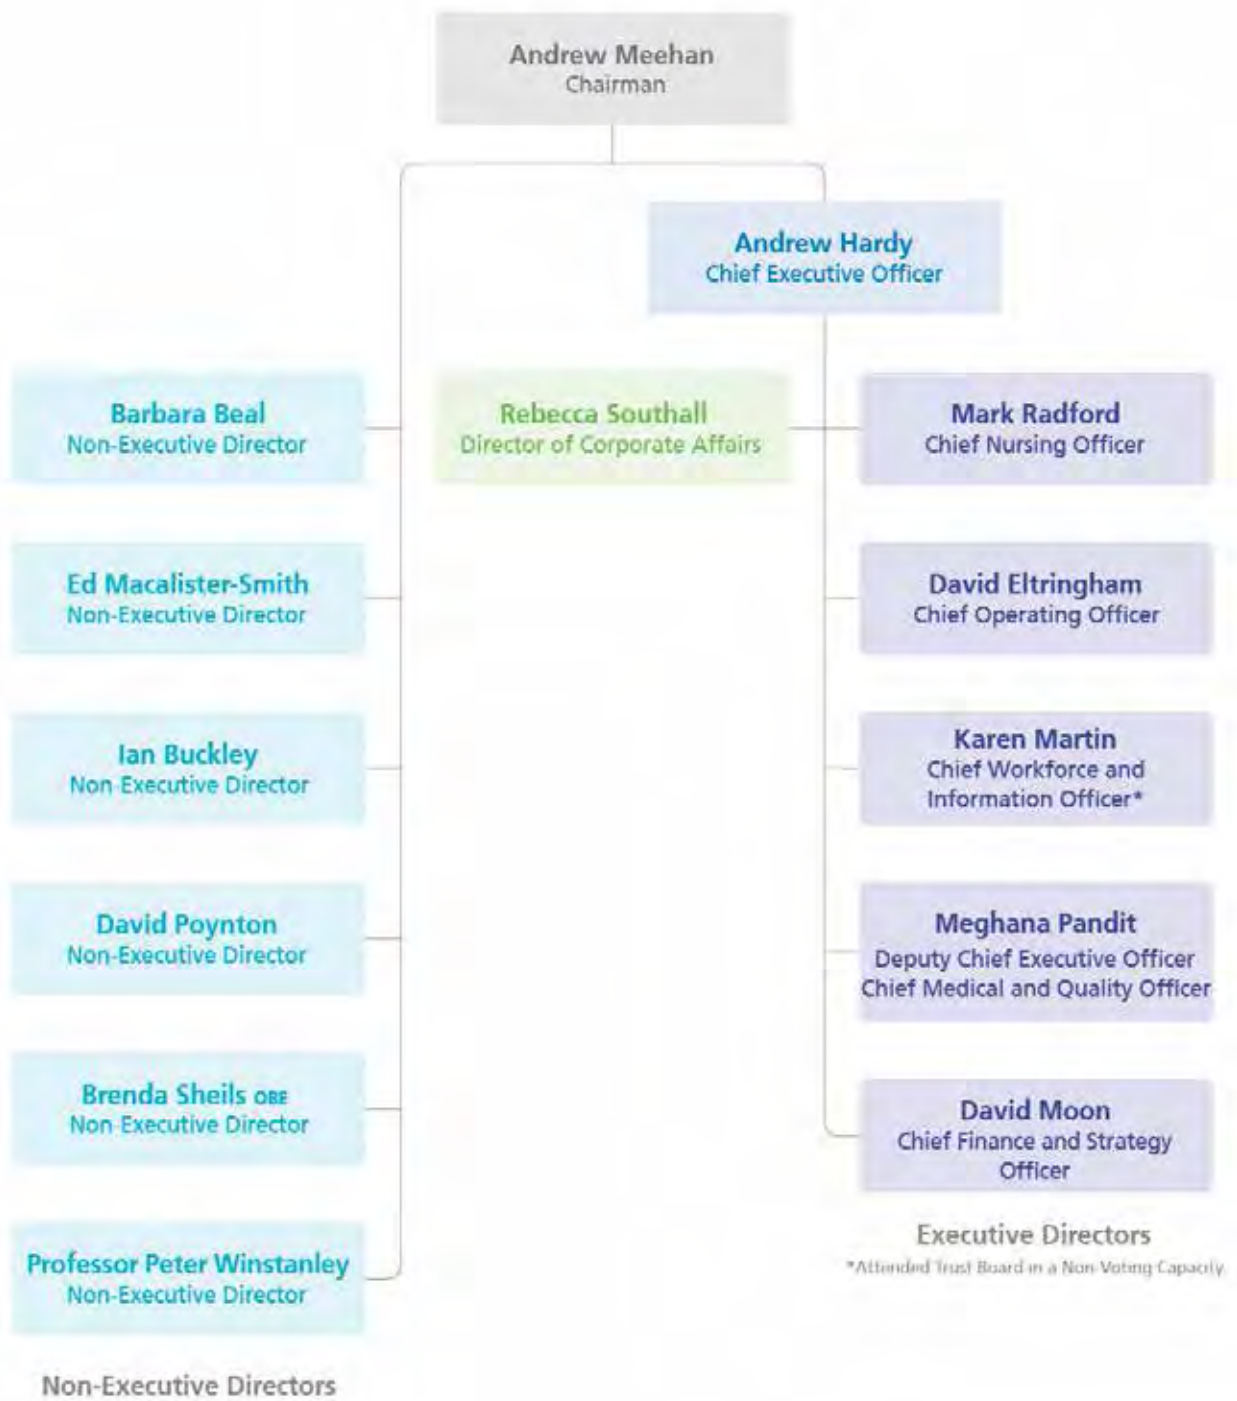 Andrew Meehan
Chairman
Andrew Hardy
Chief Executive Officer
Barbara Beal
Non-Executive Director
Rebecca Southall
Director of Corporate Affairs
Mark Radford
Chief Nursing Officer
Ed Macalister-Smith
Non-Executive Director
David Eltringham
Chief Operating Officer
Ian Buckley
Non-Executive Director
Karen Martin
Chief Workforce and
Information Officer*
David Poynton
Non-Executive Director
Meghana Pandit
Deputy Chief Executive Officer
Chief Medical and Quality Officer
Brenda Sheils OBE
Non-Executive Director
David Moon
Chief Finance and Strategy
Officer
Professor Peter Winstanley
Non-Executive Director
Executive Directors
*Attended Trust Board in a Non-Voting Capacity
Non-Executive Directors